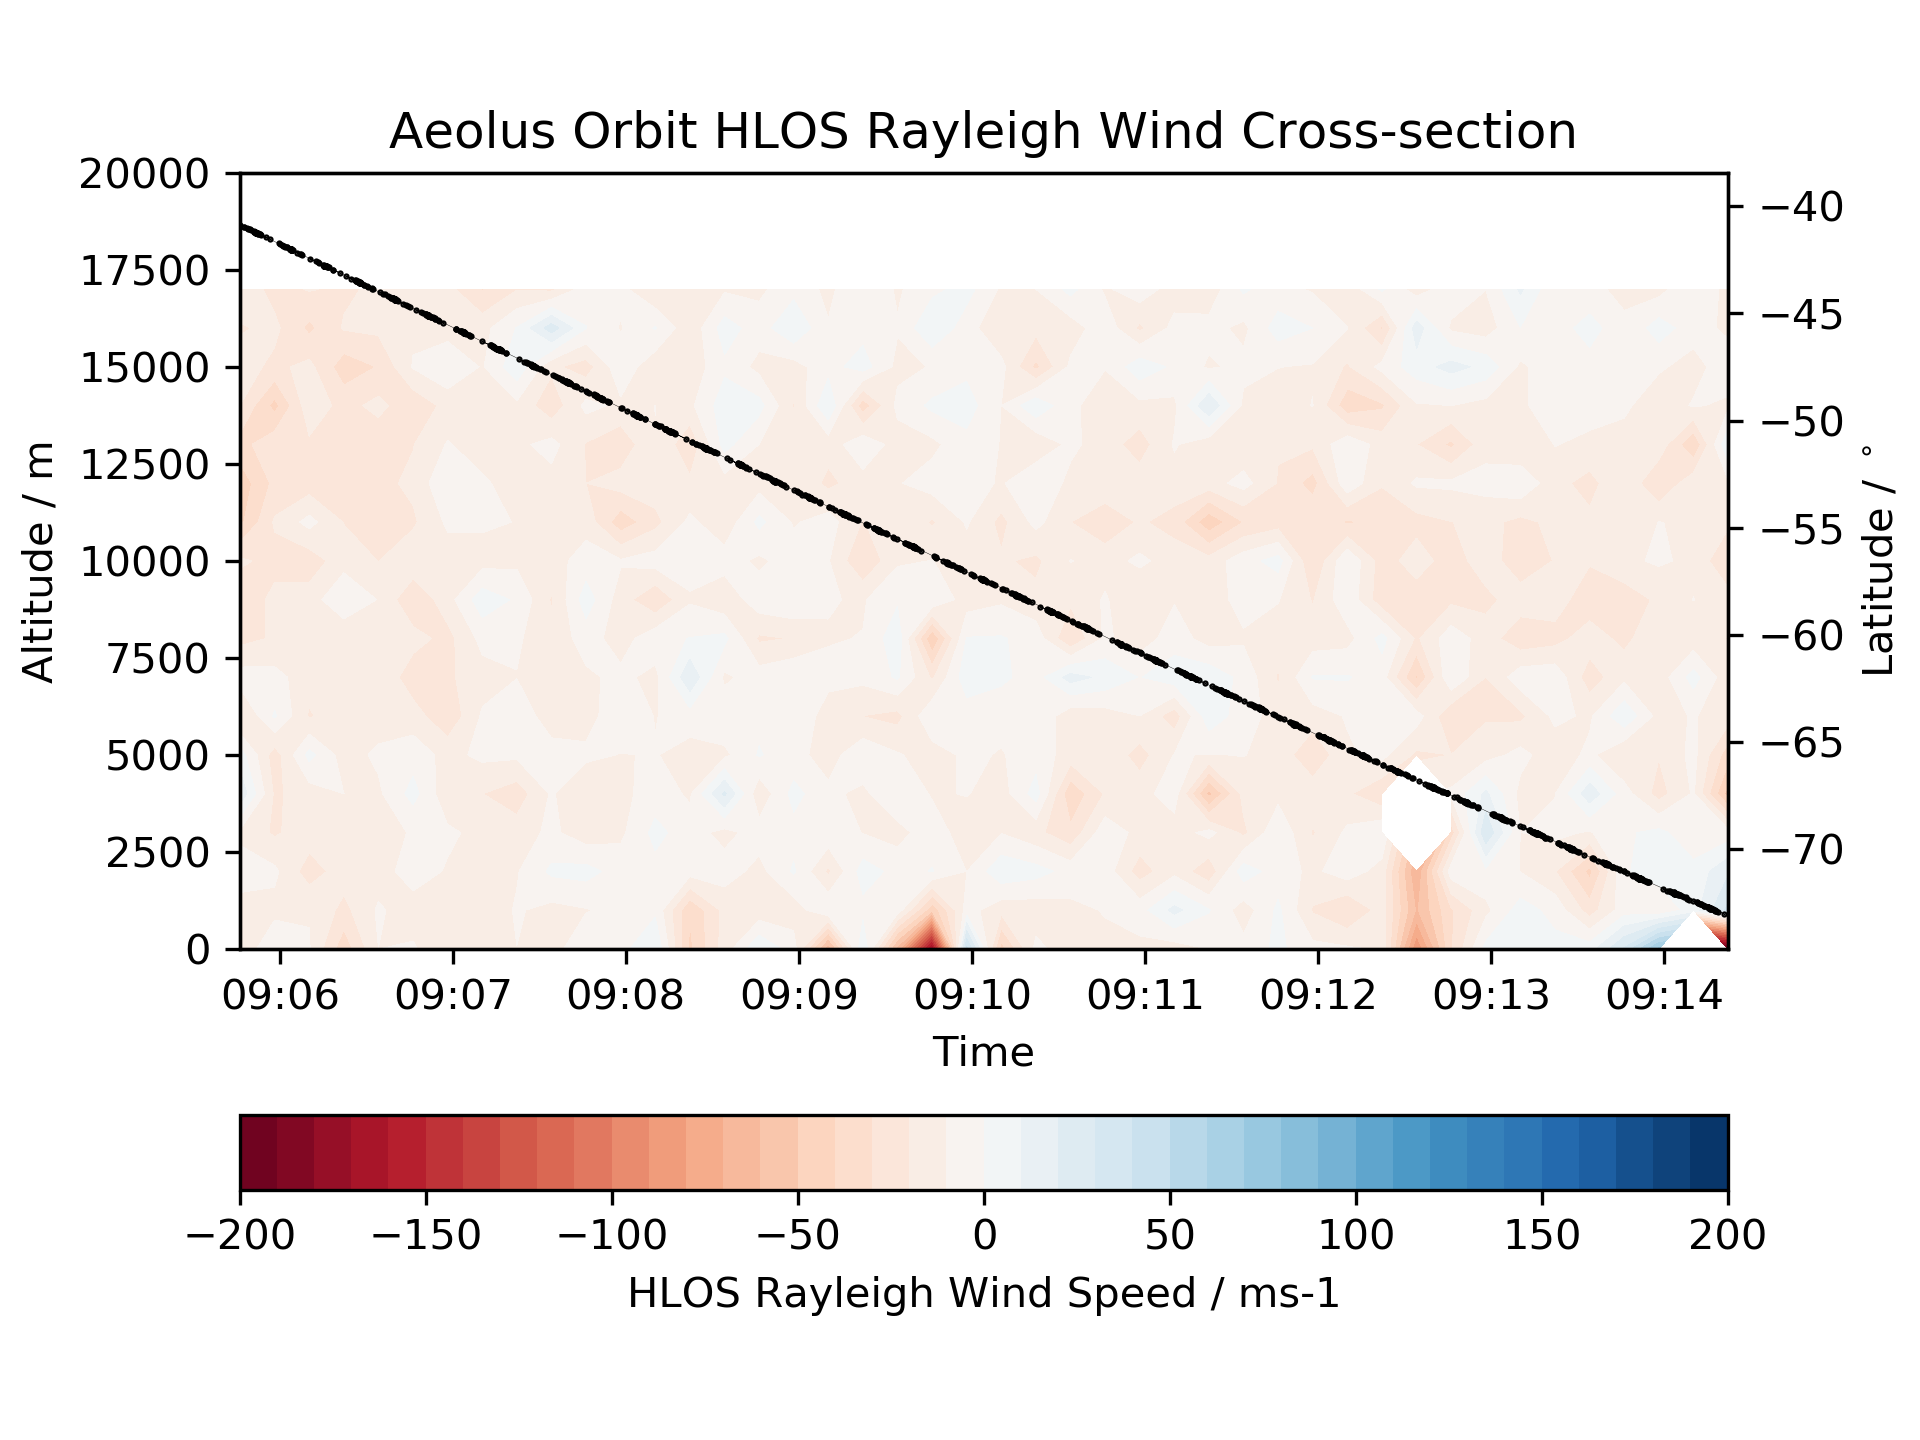 Aeolus Orbit HLOS Rayleigh Wind Cross-section
20000
17500
15000
12500
10000
7500
5000
2500
0
Altitude / m
−40
−45
−50
−55
−60
−65
−70
Latitude / °
09:06 09:07 09:08 09:09 09:10 09:11 09:12 09:13 09:14
Time
−200 −150 −100 −50 0 50 100 150 200
HLOS Rayleigh Wind Speed / ms-1